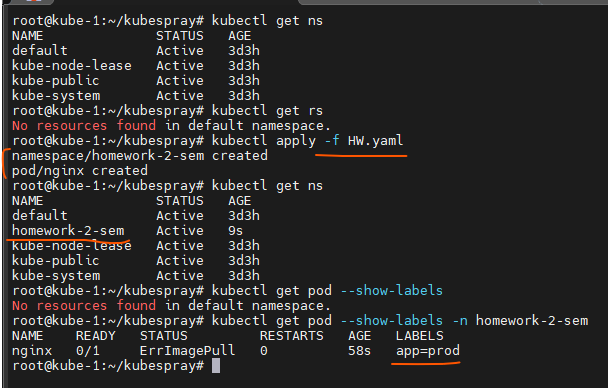 root@kube-1:~/kubespray# kubectl get ns
NAME STATUS AGE
default Active 3d3h
kube-node-lease Active 3d3h
kube-public Active 3d3h
kube-system Active 3d3h
root@kube-1:~/kubespray# kubectl get rs
No resources found in default namespace.
root@kube-1:~/kubespray# kubectl apply -f HW.yaml
namespace/homework-2-sem created
pod/nginx created
root@kube-1:~/kubespray# kubectl get ns
NAME STATUS AGE
default Active 3d3h
homework-2-sem Active 9s
kube-node-lease Active 3d3h
kube-public Active 3d3h
kube-system Active 3d3h
root@kube-1:~/kubespray# kubectl get pod --show-labels
No resources found in default namespace.
root@kube-1:~/kubespray# kubectl get pod --show-labels -n homework-2-sem
NAME READY STATUS RESTARTS AGE LABELS
nginx 0/1 ErrImagePull 0 58s app=prod
root@kube-1:~/kubespray#